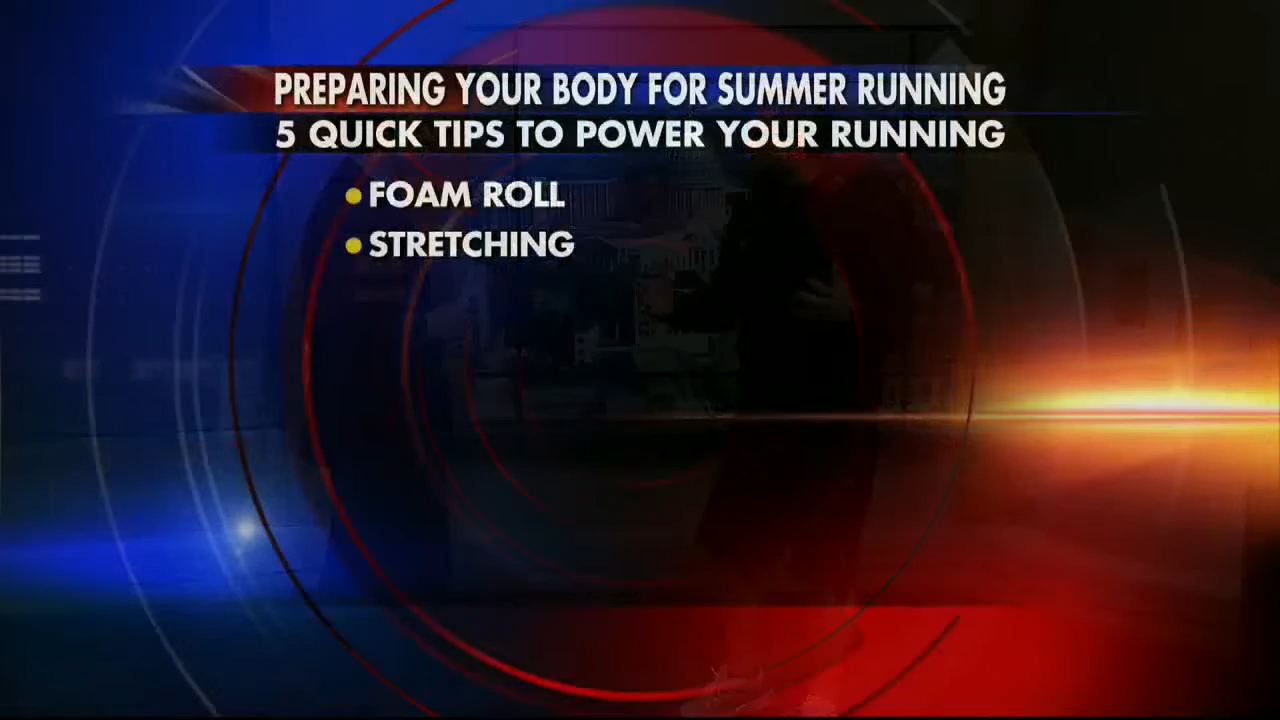 PREPARING YOUR BODY FOR SUMMER RUNNING
5 QUICK TIPS TO POWER YOUR RUNNING
• FOAM ROLL
• STRETCHING